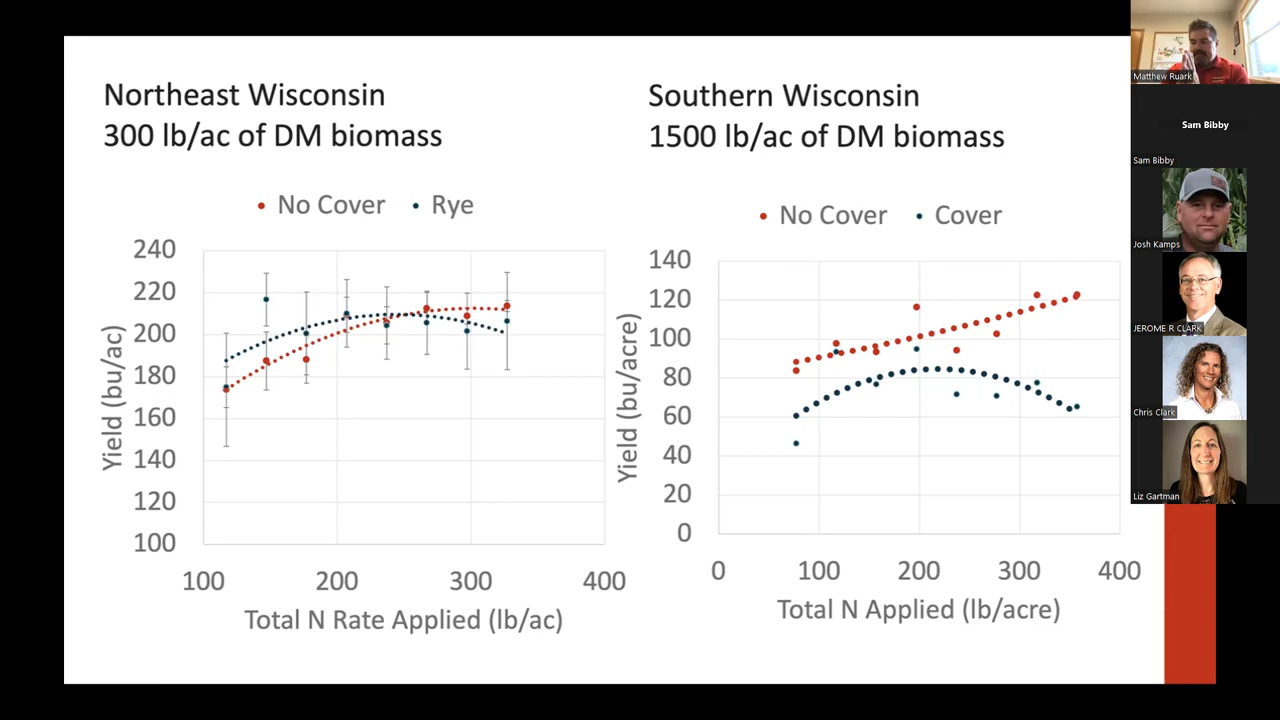 Northeast Wisconsin
300 lb/ac of DM biomass
No Cover
Rye
240
220
200
180
160
140
120
100
Yield (bu/ac)
100
200
300
400
Total N Rate Applied (lb/ac)
Southern Wisconsin
1500 lb/ac of DM biomass
No Cover
Cover
140
120
100
80
60
40
20
0
Yield (bu/acre)
0
100
200
300
400
Total N Applied (lb/acre)
Matthew Ruark
Sam Bibby
Sam Bibby
Josh Kamps
JEROME R CLARK
Chris Clark
Liz Gartman